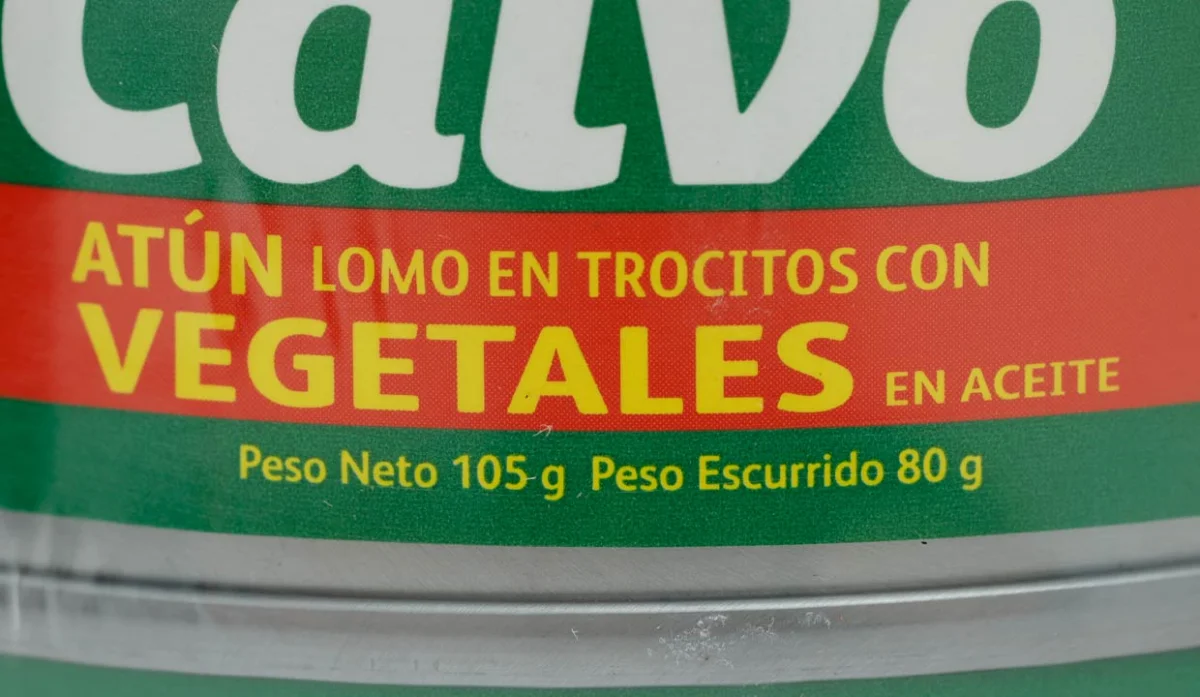 Calvo
ATÚN LOMO EN TROCITOS CON
VEGETALES EN ACEITE
Peso Neto 105 g Peso Escurrido 80 g